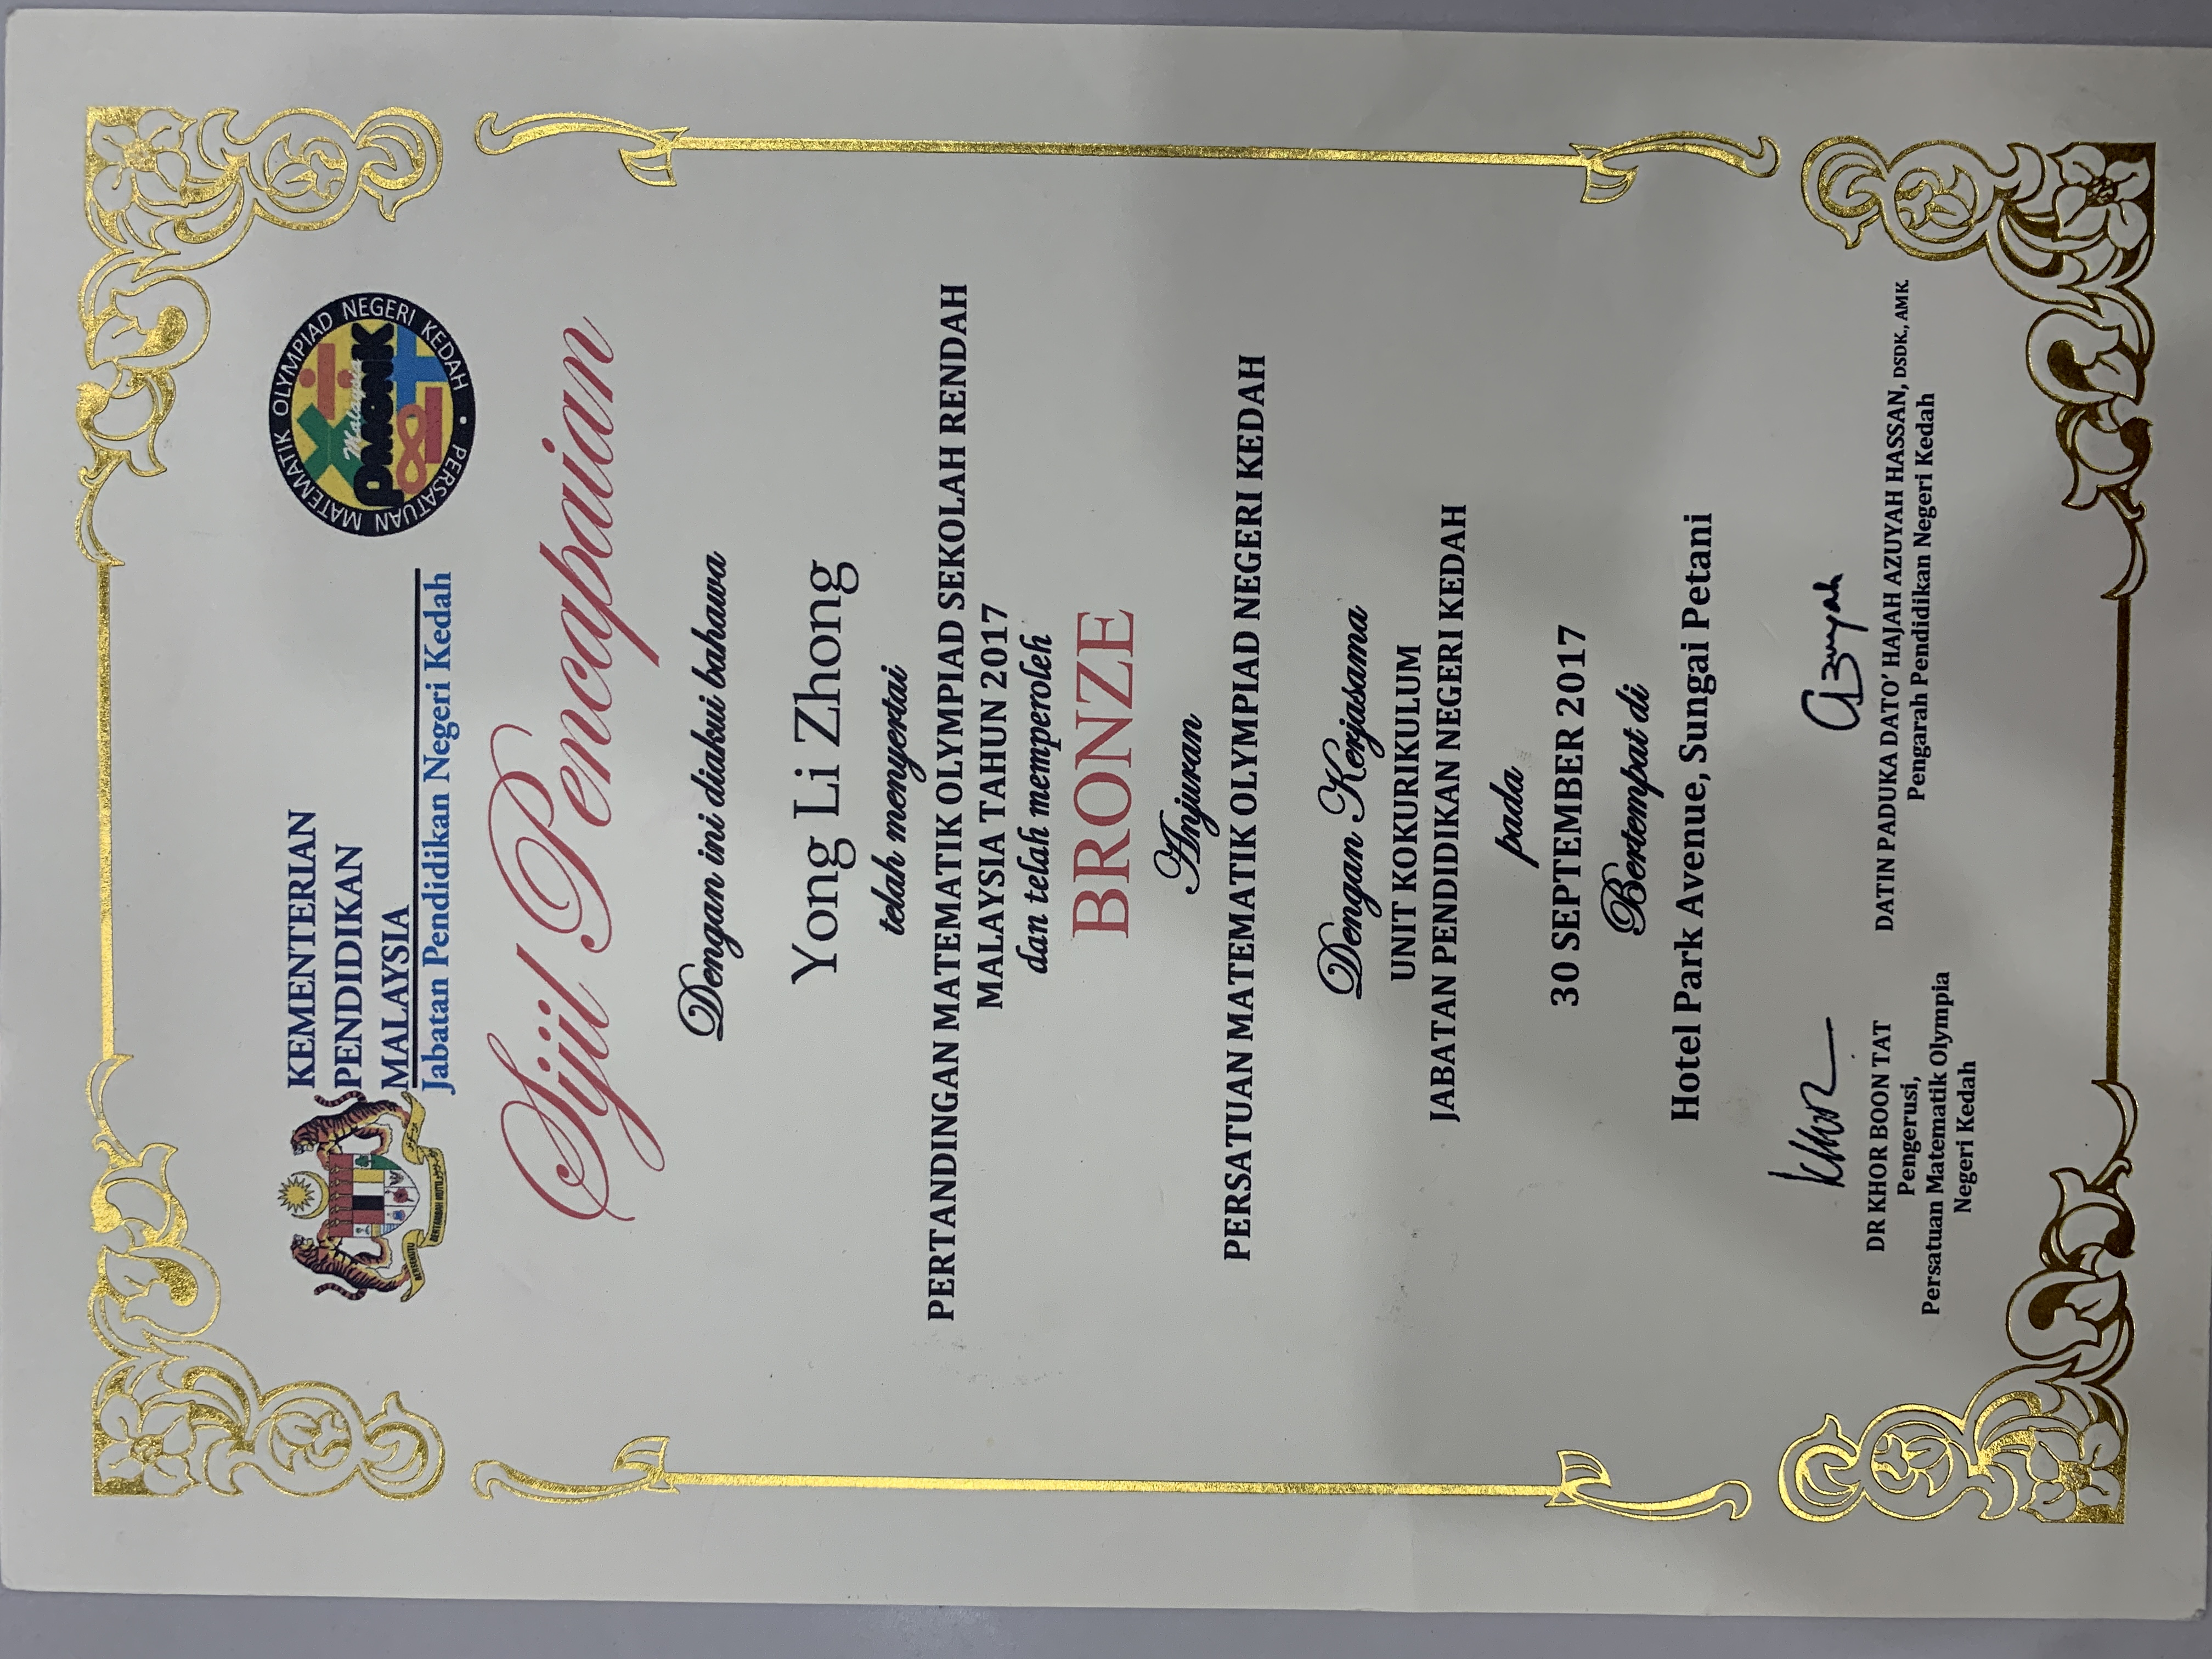 KEMENTERIAN
PENDIDIKAN
MALAYSIA
Jabatan Pendidikan Negeri Kedah
BERSEKUTU BERTAMBAH MUTU
PERSATUAN MATEMATIK OLYMPIAD NEGERI KEDAH
Malaysia
PMONK
Sijil Pencapaian
Dengan ini diakui bahawa
Yong Li Zhong
telah menyertai
PERTANDINGAN MATEMATIK OLYMPIAD SEKOLAH RENDAH
MALAYSIA TAHUN 2017
dan telah memperoleh
BRONZE
Anjuran
PERSATUAN MATEMATIK OLYMPIAD NEGERI KEDAH
Dengan Kerjasama
UNIT KOKURIKULUM
JABATAN PENDIDIKAN NEGERI KEDAH
pada
30 SEPTEMBER 2017
Bertempat di
Hotel Park Avenue, Sungai Petani
Khor
Azuyah
DR KHOR BOON TAT
Pengerusi,
Persatuan Matematik Olympia
Negeri Kedah
DATIN PADUKA DATO' HAJAH AZUYAH HASSAN, DSDK., AMK.
Pengarah Pendidikan Negeri Kedah